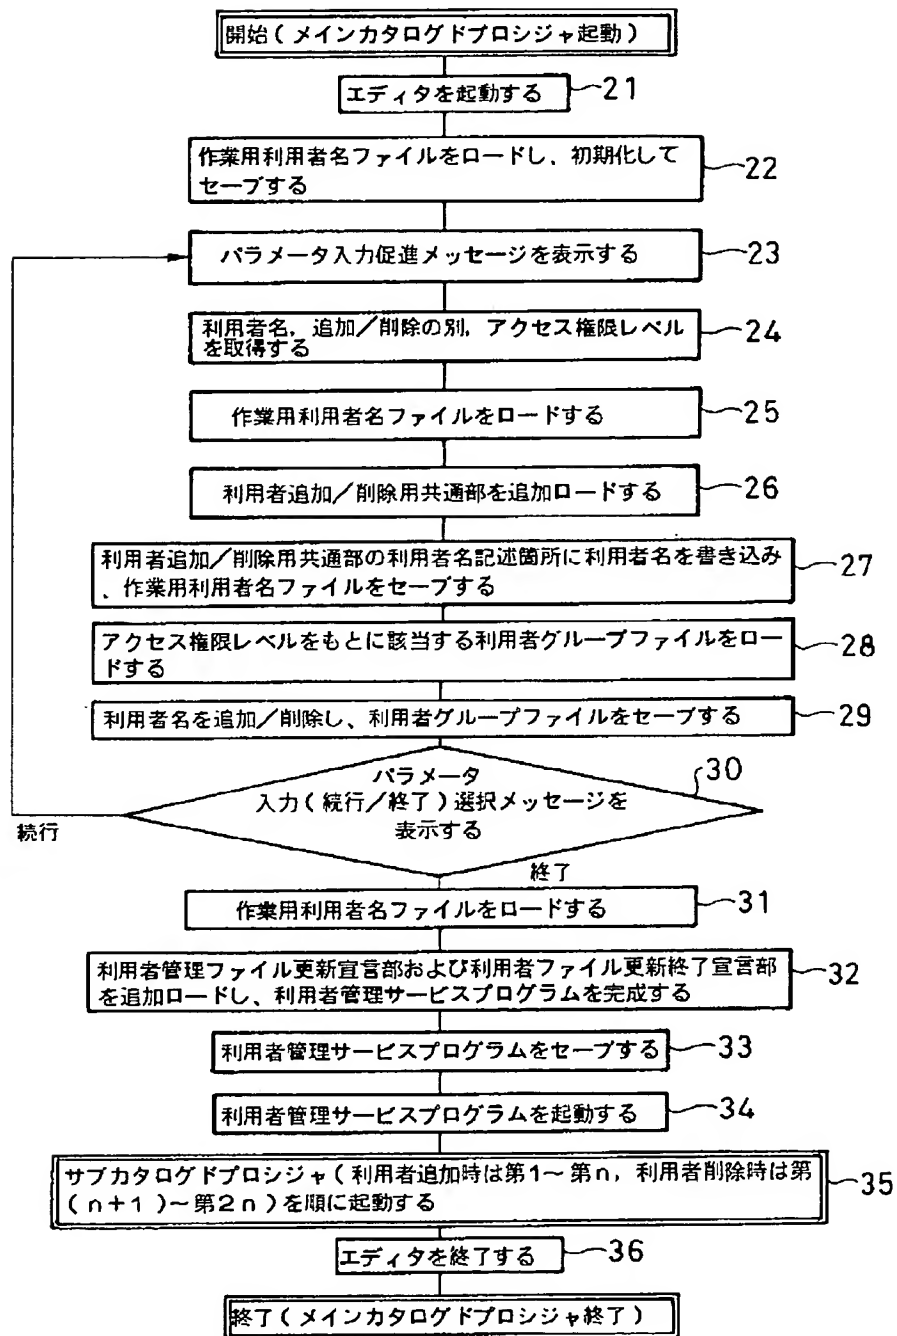 開始(メインカタログドプロシジャ起動)
エディタを起動する
21
作業用利用者名ファイルをロードし、初期化して
セーブする
22
パラメータ入力促進メッセージを表示する
23
利用者名，追加／削除の別，アクセス権限レベル
を取得する
24
作業用利用者名ファイルをロードする
25
利用者追加／削除用共通部を追加ロードする
26
利用者追加／削除用共通部の利用者名記述箇所に利用者名を書き込み
、作業用利用者名ファイルをセーブする
27
アクセス権限レベルをもとに該当する利用者グループファイルをロー
ドする
28
利用者名を追加／削除し、利用者グループファイルをセーブする
29
パラメータ
入力(続行／終了)選択メッセージを
表示する
30
続行
終了
作業用利用者名ファイルをロードする
31
利用者管理ファイル更新宣言部および利用者ファイル更新終了宣言部
を追加ロードし、利用者管理サービスプログラムを完成する
32
利用者管理サービスプログラムをセーブする
33
利用者管理サービスプログラムを起動する
34
サブカタログドプロシジャ(利用者追加時は第1～第n，利用者削除時は第
(n+1)～第2n)を順に起動する
35
エディタを終了する
36
終了(メインカタログドプロシジャ終了)